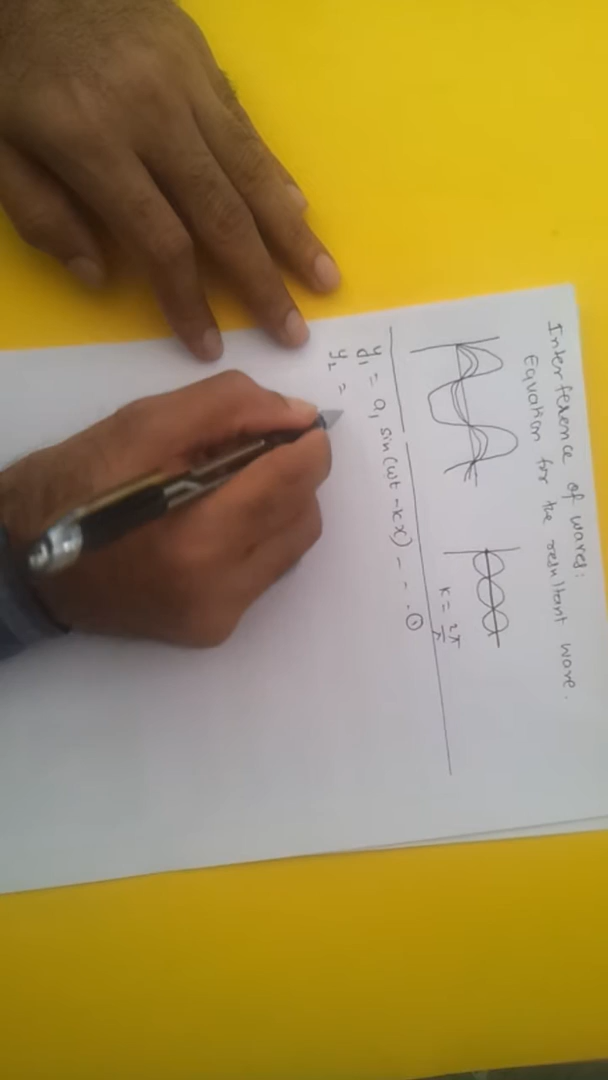 Interference of waves:
Equation for the resultant wave.
K = 2π/λ
y₁ = a₁ sin(ωt - kx) - - - ①
y₂ =